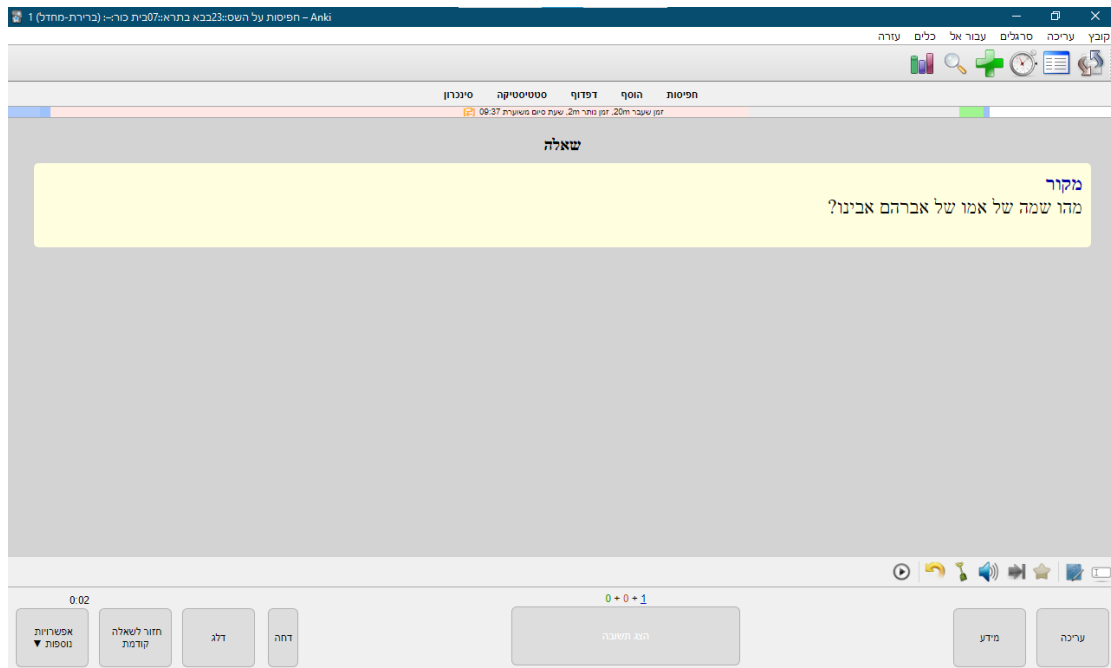 חפיסות על השס::23בבא בתרא::07בית כור:–: (ברירת-מחדל) 1 – Anki
קובץ עריכה סרגלים עבור אל כלים עזרה
חפיסות הוסף דפדוף סטטיסטיקה סינכרון
זמן שעבר 20m, זמן נותר 2m, שעת סיום משוערת 09:37
שאלה
מקור
מהו שמה של אמו של אברהם אבינו?
0:02
0 + 0 + 1
עריכה
מידע
הצג תשובה
דחה
דלג
חזור לשאלה
קודמת
אפשרויות
נוספות ▼